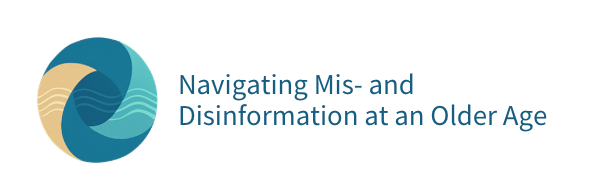 Navigating Mis- and
Disinformation at an Older Age